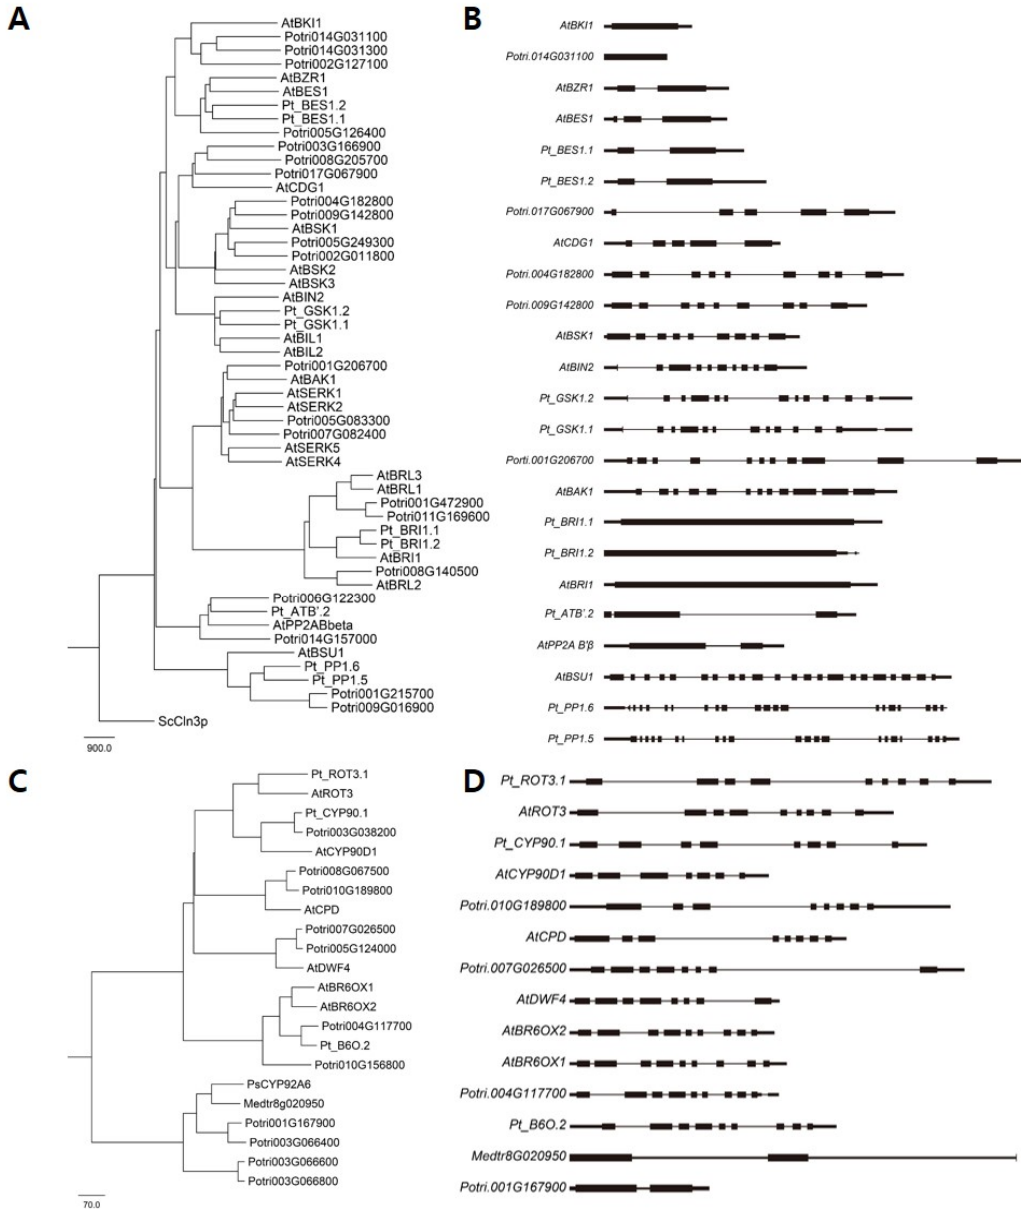 A
AtBKI1
Potri014G031100
Potri014G031300
Potri002G127100
AtBZR1
AtBES1
Pt_BES1.2
Pt_BES1.1
Potri005G126400
Potri003G166900
Potri008G205700
Potri017G067900
AtCDG1
Potri004G182800
Potri009G142800
AtBSK1
Potri005G249300
Potri002G011800
AtBSK2
AtBSK3
AtBIN2
Pt_GSK1.2
Pt_GSK1.1
AtBIL1
AtBIL2
Potri001G206700
AtBAK1
AtSERK1
AtSERK2
Potri005G083300
Potri007G082400
AtSERK5
AtSERK4
AtBRL3
AtBRL1
Potri001G472900
Potri011G169600
Pt_BRI1.1
Pt_BRI1.2
AtBRI1
Potri008G140500
AtBRL2
Potri006G122300
Pt_ATB'.2
AtPP2ABbeta
Potri014G157000
AtBSU1
Pt_PP1.6
Pt_PP1.5
Potri001G215700
Potri009G016900
ScCln3p
900.0
B
AtBKI1
Potri.014G031100
AtBZR1
AtBES1
Pt_BES1.1
Pt_BES1.2
Potri.017G067900
AtCDG1
Potri.004G182800
Potri.009G142800
AtBSK1
AtBIN2
Pt_GSK1.2
Pt_GSK1.1
Porti.001G206700
AtBAK1
Pt_BRI1.1
Pt_BRI1.2
AtBRI1
Pt_ATB'.2
AtPP2A B'β
AtBSU1
Pt_PP1.6
Pt_PP1.5
C
Pt_ROT3.1
AtROT3
Pt_CYP90.1
Potri003G038200
AtCYP90D1
Potri008G067500
Potri010G189800
AtCPD
Potri007G026500
Potri005G124000
AtDWF4
AtBR6OX1
AtBR6OX2
Potri004G117700
Pt_B6O.2
Potri010G156800
PsCYP92A6
Medtr8g020950
Potri001G167900
Potri003G066400
Potri003G066600
Potri003G066800
70.0
D
Pt_ROT3.1
AtROT3
Pt_CYP90.1
AtCYP90D1
Potri.010G189800
AtCPD
Potri.007G026500
AtDWF4
AtBR6OX2
AtBR6OX1
Potri.004G117700
Pt_B6O.2
Medtr8G020950
Potri.001G167900